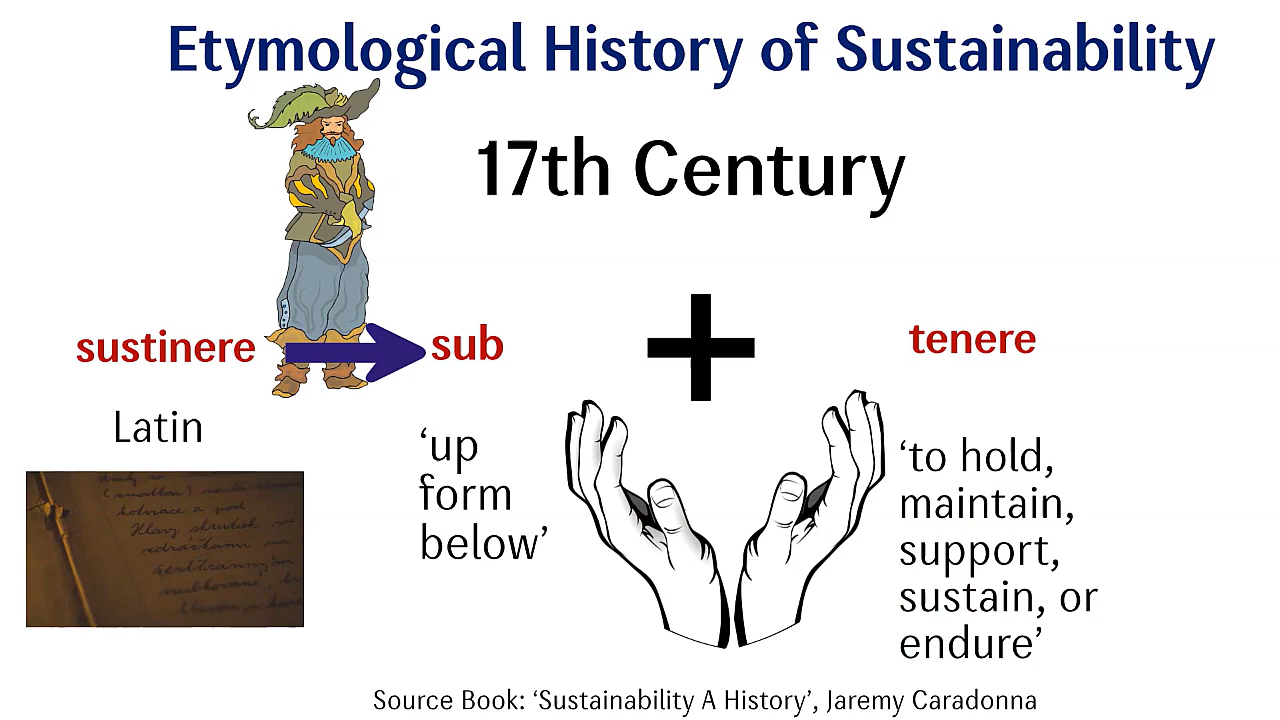 Etymological History of Sustainability
17th Century
sustinere
sub
tenere
Latin
‘up
form
below’
‘to hold,
maintain,
support,
sustain, or
endure’
Source Book: ‘Sustainability A History’, Jeremy Caradonna